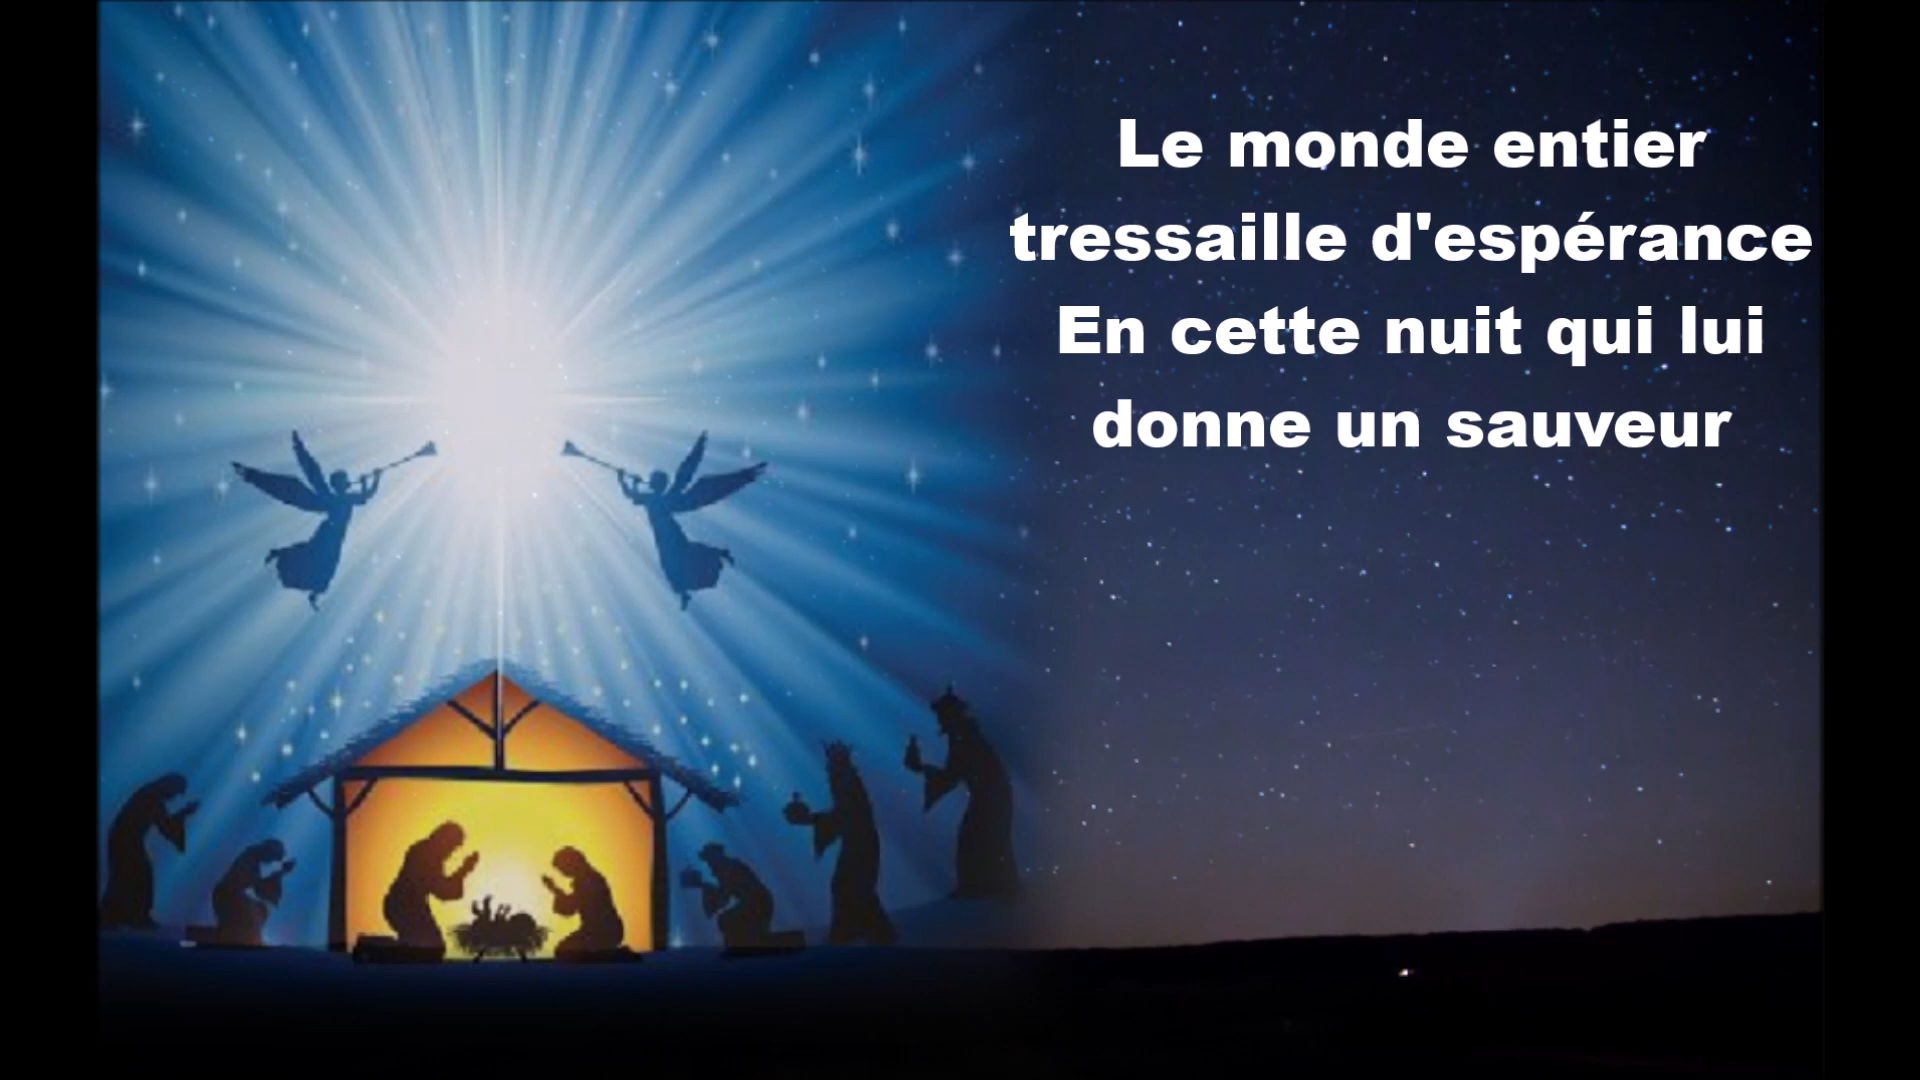 Le monde entier
tressaille d'espérance
En cette nuit qui lui
donne un sauveur